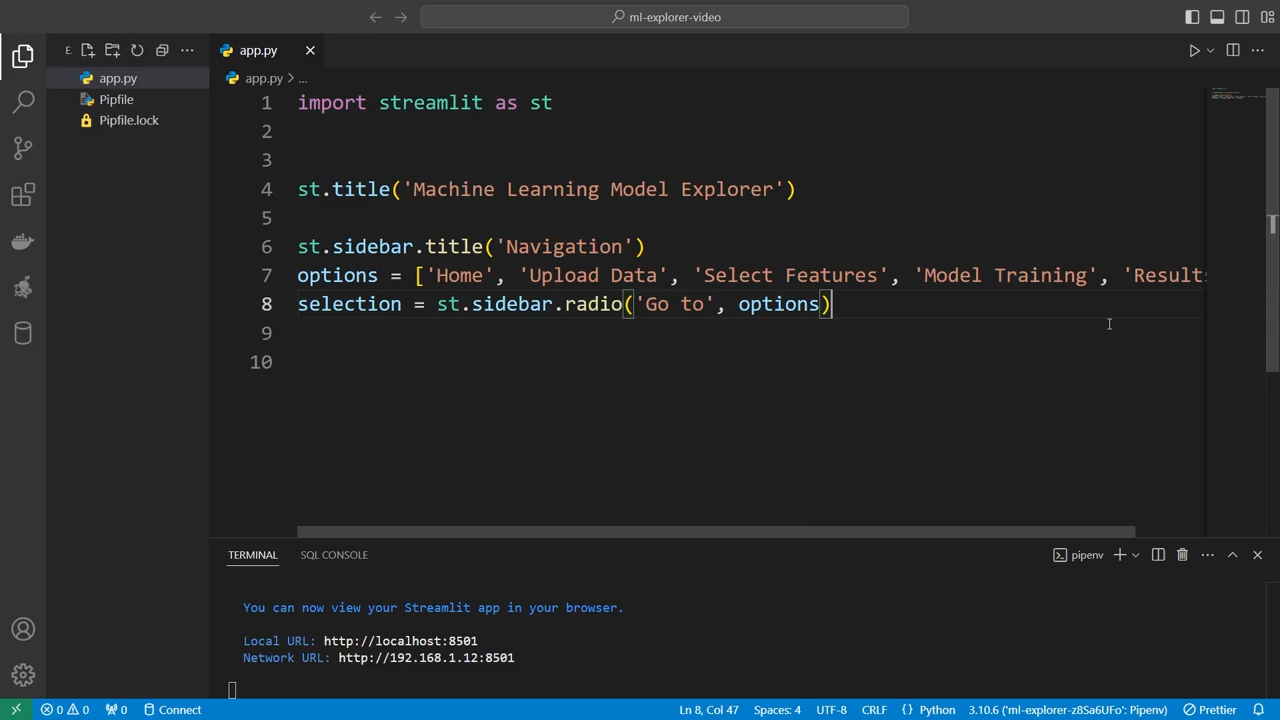 ml-explorer-video
E.
app.py
app.py
app.py > ...
Pipfile
Pipfile.lock
1 import streamlit as st
2
3
4 st.title('Machine Learning Model Explorer')
5
6 st.sidebar.title('Navigation')
7 options = ['Home', 'Upload Data', 'Select Features', 'Model Training', 'Results
8 selection = st.sidebar.radio('Go to', options)
9
10
TERMINAL SQL CONSOLE
pipenv
You can now view your Streamlit app in your browser.
Local URL: http://localhost:8501
Network URL: http://192.168.1.12:8501
0 0 0 Connect Ln 8, Col 47 Spaces: 4 UTF-8 CRLF {} Python 3.10.6 ('ml-explorer-z8Sa6UFo': Pipenv) Prettier